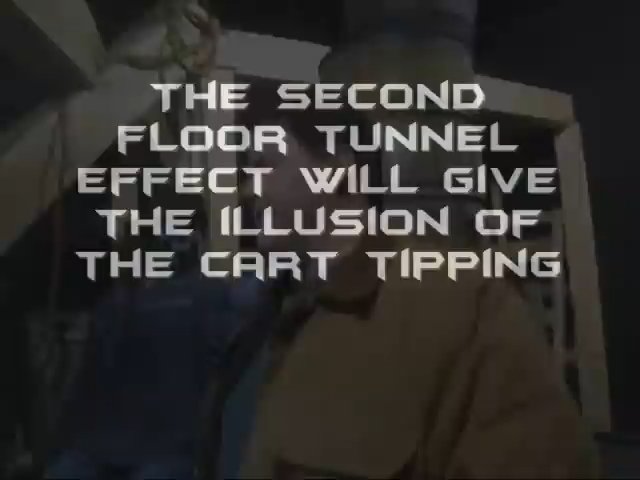 THE SECOND
FLOOR TUNNEL
EFFECT WILL GIVE
THE ILLUSION OF
THE CART TIPPING